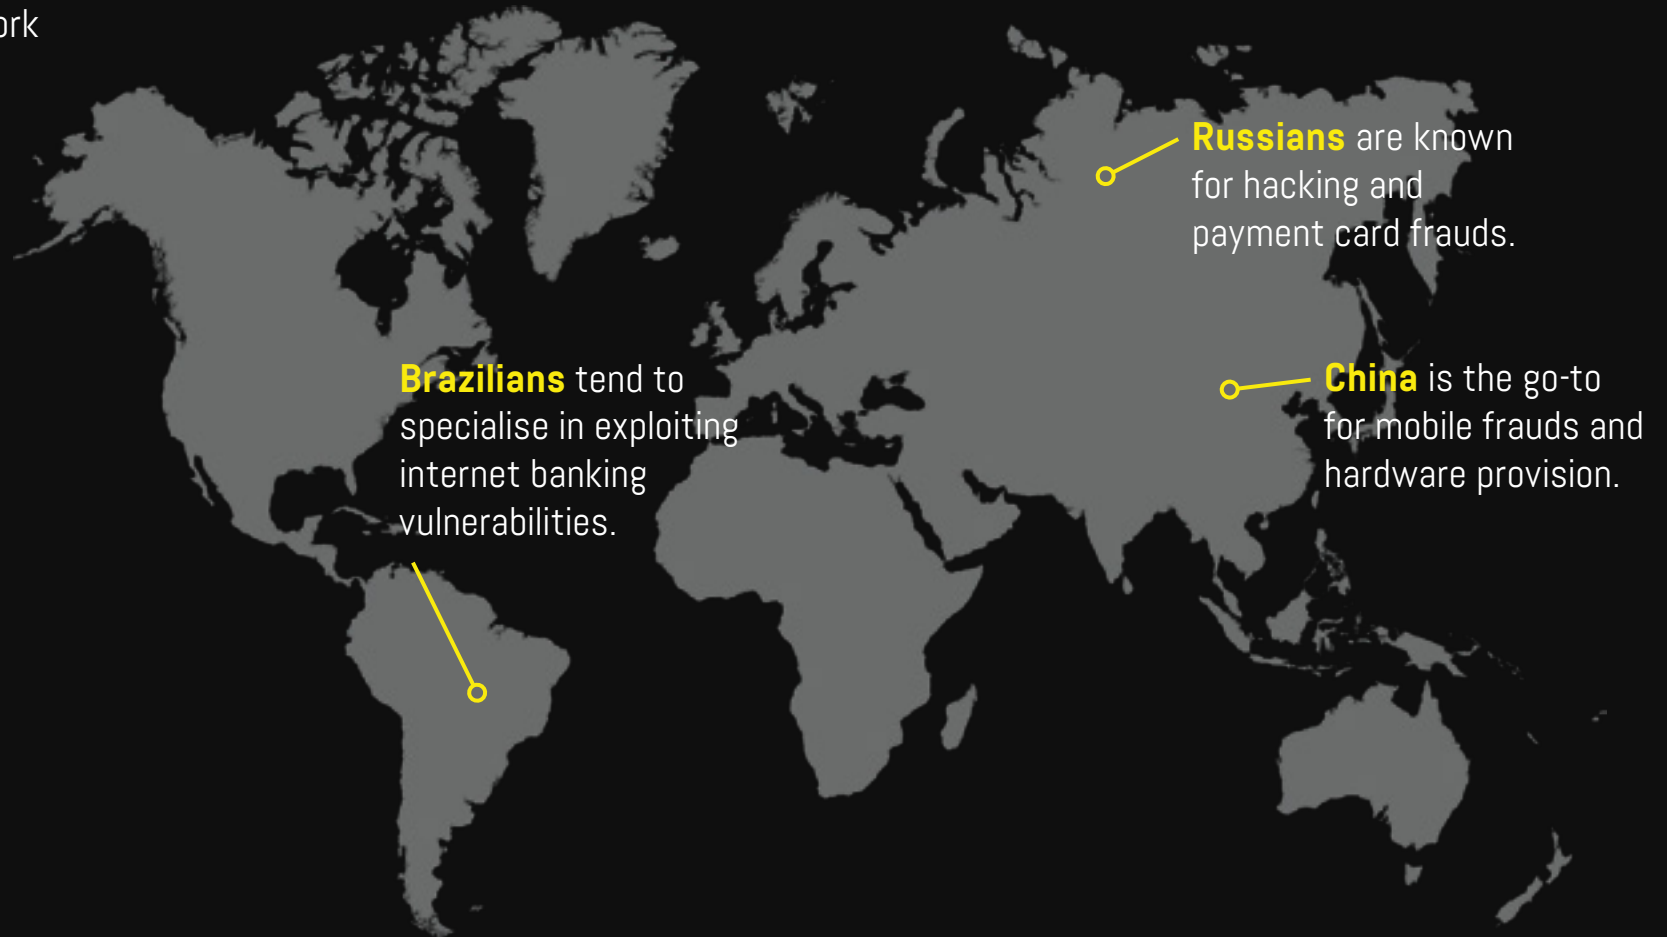 ork
Russians are known
for hacking and
payment card frauds.
Brazilians tend to
specialise in exploiting
internet banking
vulnerabilities.
China is the go-to
for mobile frauds and
hardware provision.